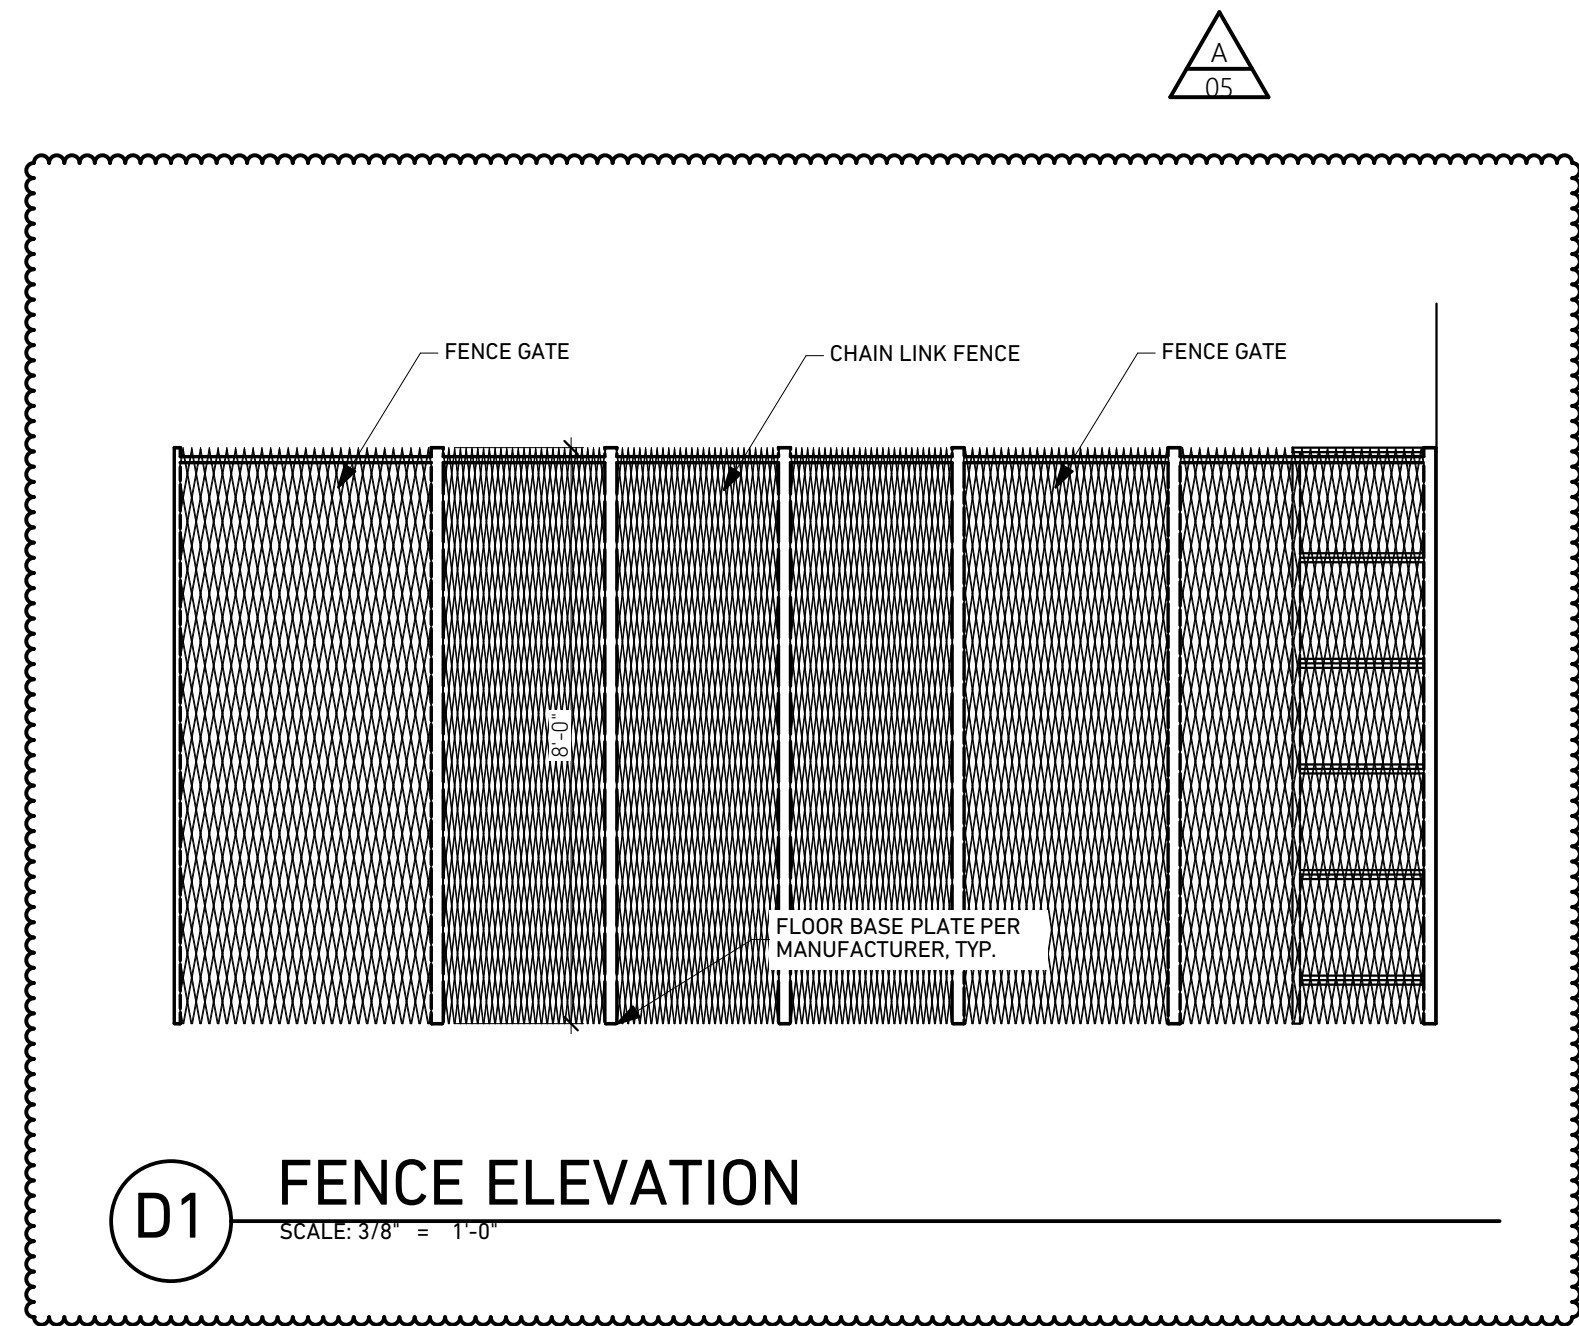 A
05
FENCE GATE
CHAIN LINK FENCE
FENCE GATE
8'-0"
FLOOR BASE PLATE PER
MANUFACTURER, TYP.
D1
FENCE ELEVATION
SCALE: 3/8" = 1'-0"